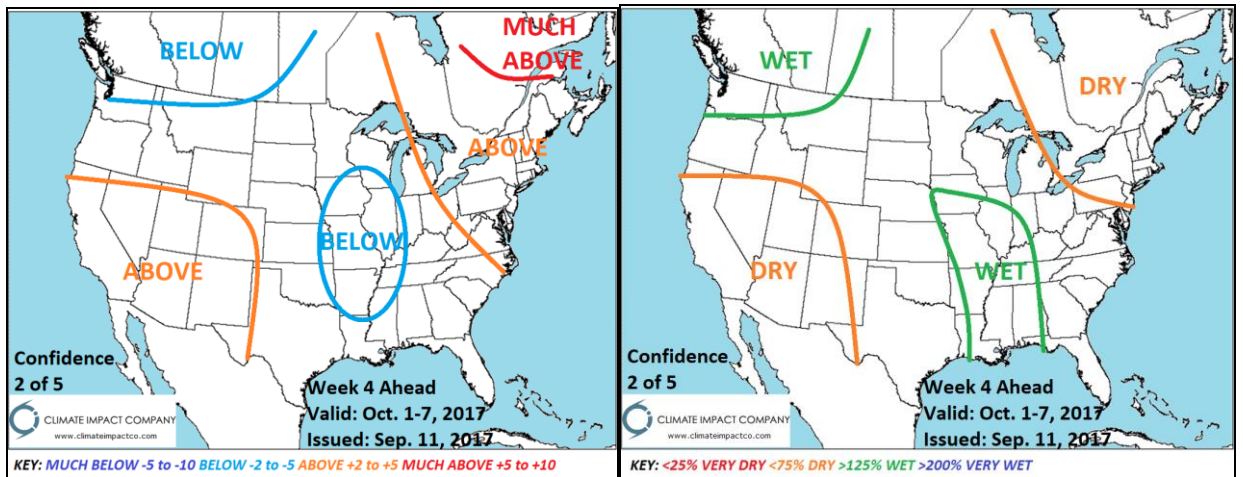 BELOW
MUCH
ABOVE
ABOVE
BELOW
ABOVE
Confidence
2 of 5
Week 4 Ahead
Valid: Oct. 1-7, 2017
Issued: Sep. 11, 2017
CLIMATE IMPACT COMPANY
www.climateimpactco.com
KEY: MUCH BELOW -5 to -10 BELOW -2 to -5 ABOVE +2 to +5 MUCH ABOVE +5 to +10
WET
DRY
DRY
WET
Confidence
2 of 5
Week 4 Ahead
Valid: Oct. 1-7, 2017
Issued: Sep. 11, 2017
CLIMATE IMPACT COMPANY
www.climateimpactco.com
KEY: <25% VERY DRY <75% DRY >125% WET >200% VERY WET